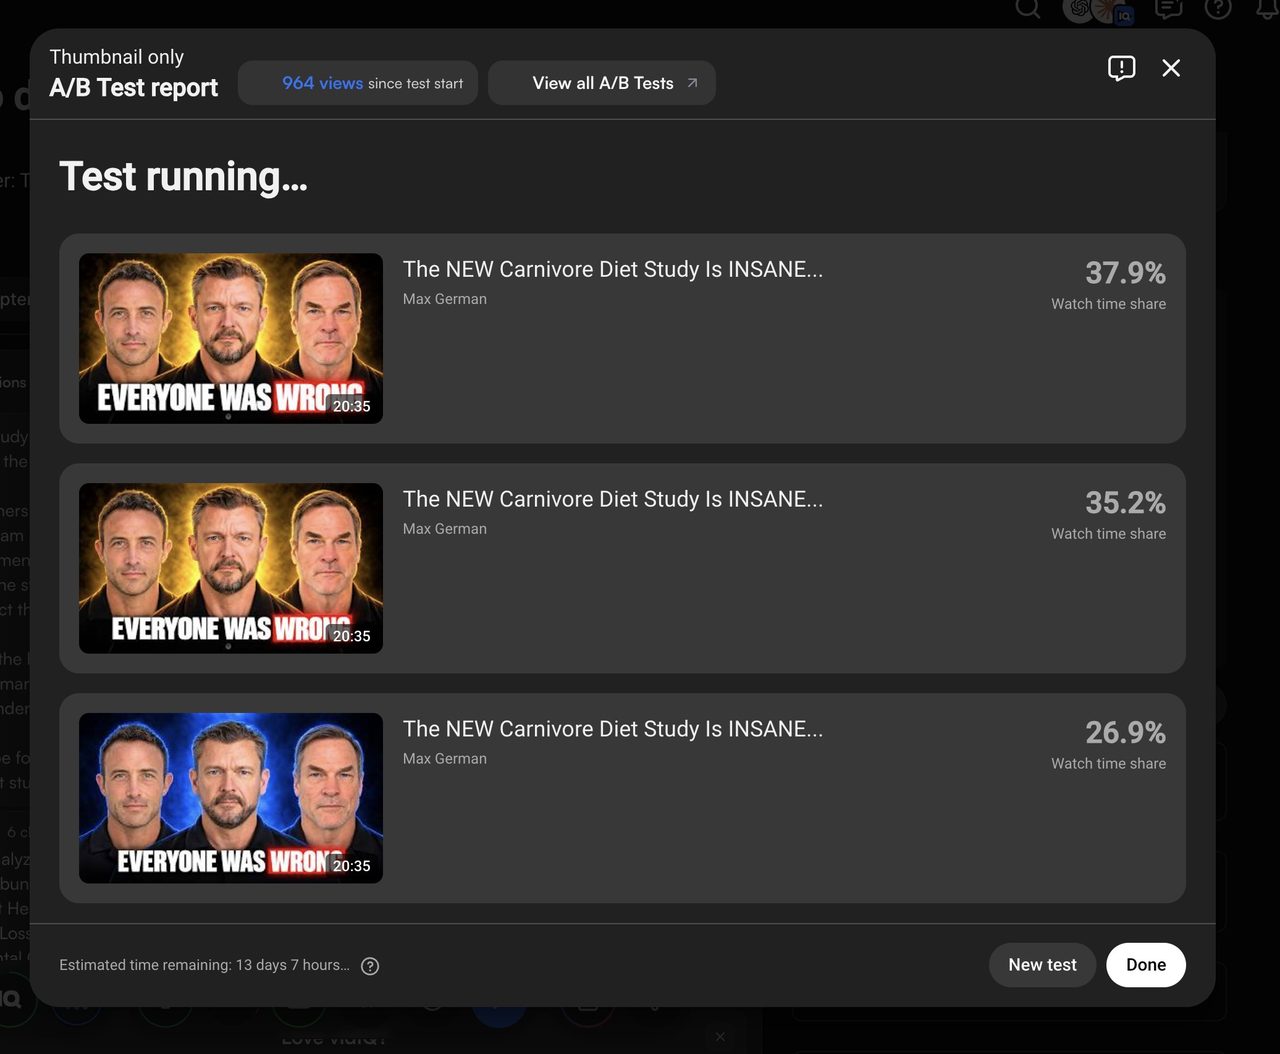 Thumbnail only
A/B Test report
964 views since test start
View all A/B Tests
Test running...
The NEW Carnivore Diet Study Is INSANE...
Max German
37.9%
Watch time share
EVERYONE WAS WRONG
20:35
The NEW Carnivore Diet Study Is INSANE...
Max German
35.2%
Watch time share
EVERYONE WAS WRONG
20:35
The NEW Carnivore Diet Study Is INSANE...
Max German
26.9%
Watch time share
EVERYONE WAS WRONG
20:35
Estimated time remaining: 13 days 7 hours...
New test
Done